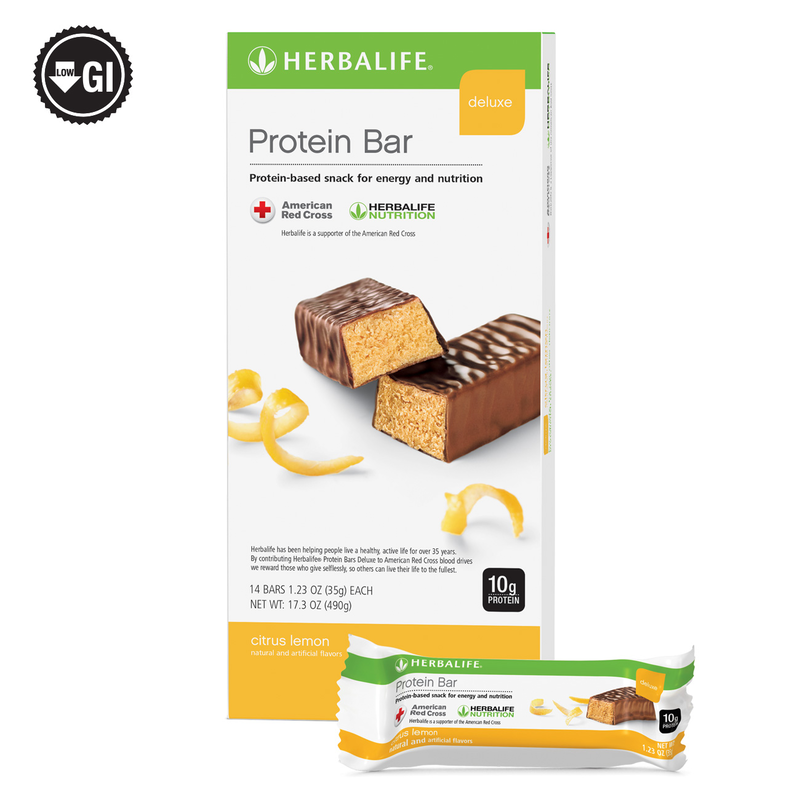 LOW GI
HERBALIFE®
deluxe
Protein Bar
Protein-based snack for energy and nutrition
American
Red Cross
HERBALIFE
NUTRITION
Herbalife is a supporter of the American Red Cross
Herbalife has been helping people live a healthy, active life for over 35 years.
By contributing Herbalife® Protein Bars Deluxe to American Red Cross blood drives
we reward those who give selflessly, so others can live their life to the fullest.
14 BARS 1.23 OZ (35g) EACH
NET WT: 17.3 OZ (490g)
10g
PROTEIN
citrus lemon
natural and artificial flavors
HERBALIFE®
Protein Bar
deluxe
Protein-based snack for energy and nutrition
American
Red Cross
HERBALIFE
NUTRITION
Herbalife is a supporter of the American Red Cross
10g
citrus lemon
natural and artificial flavors
NET
1.23 OZ